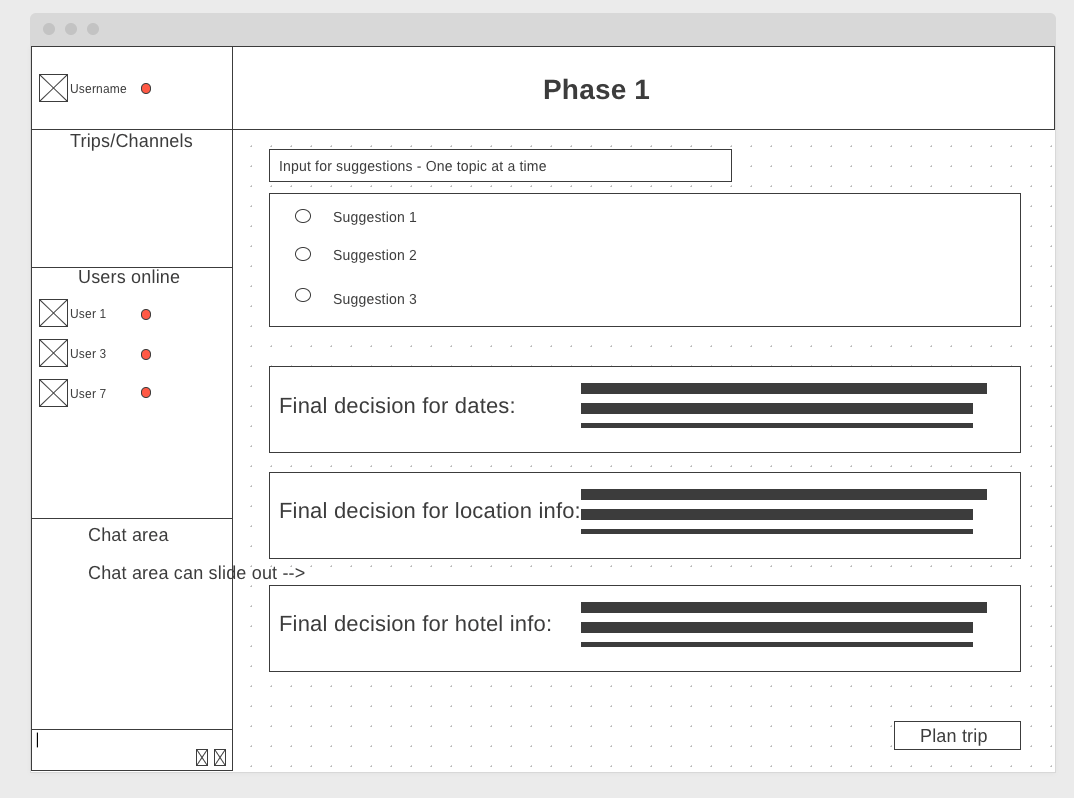 Username
Phase 1
Trips/Channels
Input for suggestions - One topic at a time
Suggestion 1
Suggestion 2
Suggestion 3
Users online
User 1
User 3
User 7
Final decision for dates:
Final decision for location info:
Final decision for hotel info:
Chat area
Chat area can slide out -->
Plan trip